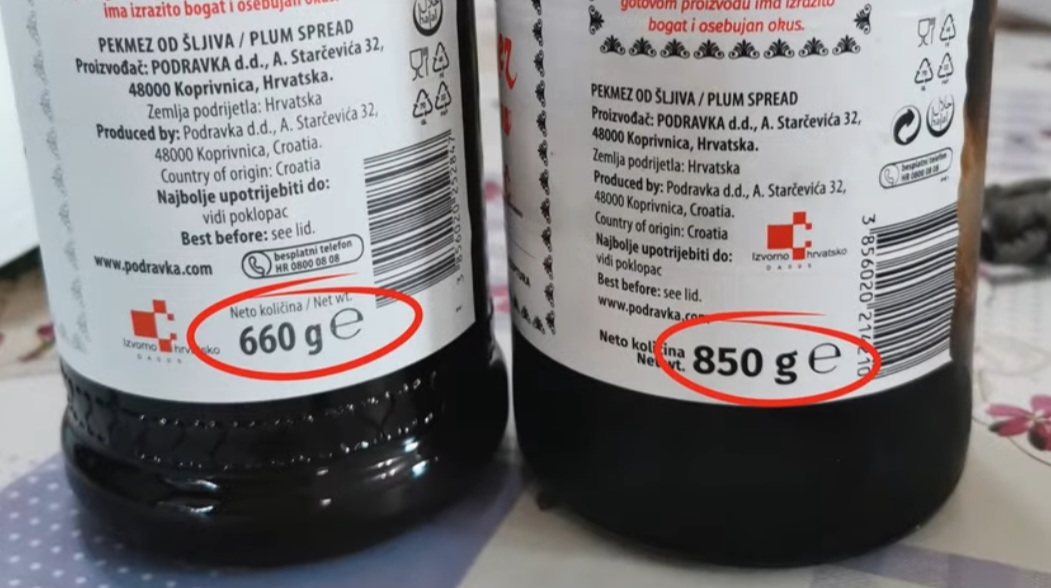 ima izrazito bogat i osebujan okus.
PEKMEZ OD ŠLJIVA / PLUM SPREAD
Proizvođač: PODRAVKA d.d., A. Starčevića 32,
48000 Koprivnica, Hrvatska.
Zemlja podrijetla: Hrvatska
Produced by: Podravka d.d., A. Starčevića 32,
48000 Koprivnica, Croatia.
Country of origin: Croatia
Najbolje upotrijebiti do:
vidi poklopac
Best before: see lid.
www.podravka.com
besplatni telefon
HR 0800 08 08
Izvorno hrvatsko
Neto količina / Net wt.
660 g e
gotovom proizvodu ima izrazito
bogat i osebujan okus.
PEKMEZ OD ŠLJIVA / PLUM SPREAD
Proizvođač: PODRAVKA d.d., A. Starčevića 32,
48000 Koprivnica, Hrvatska.
Zemlja podrijetla: Hrvatska
Produced by: Podravka d.d., A. Starčevića 32,
48000 Koprivnica, Croatia.
Country of origin: Croatia
Najbolje upotrijebiti do:
vidi poklopac
Best before: see lid.
www.podravka.co
Izvorno hrvatsko
halal
besplatni telefon
HR 0800 08 08
Neto količina
Net wt.
850 g e